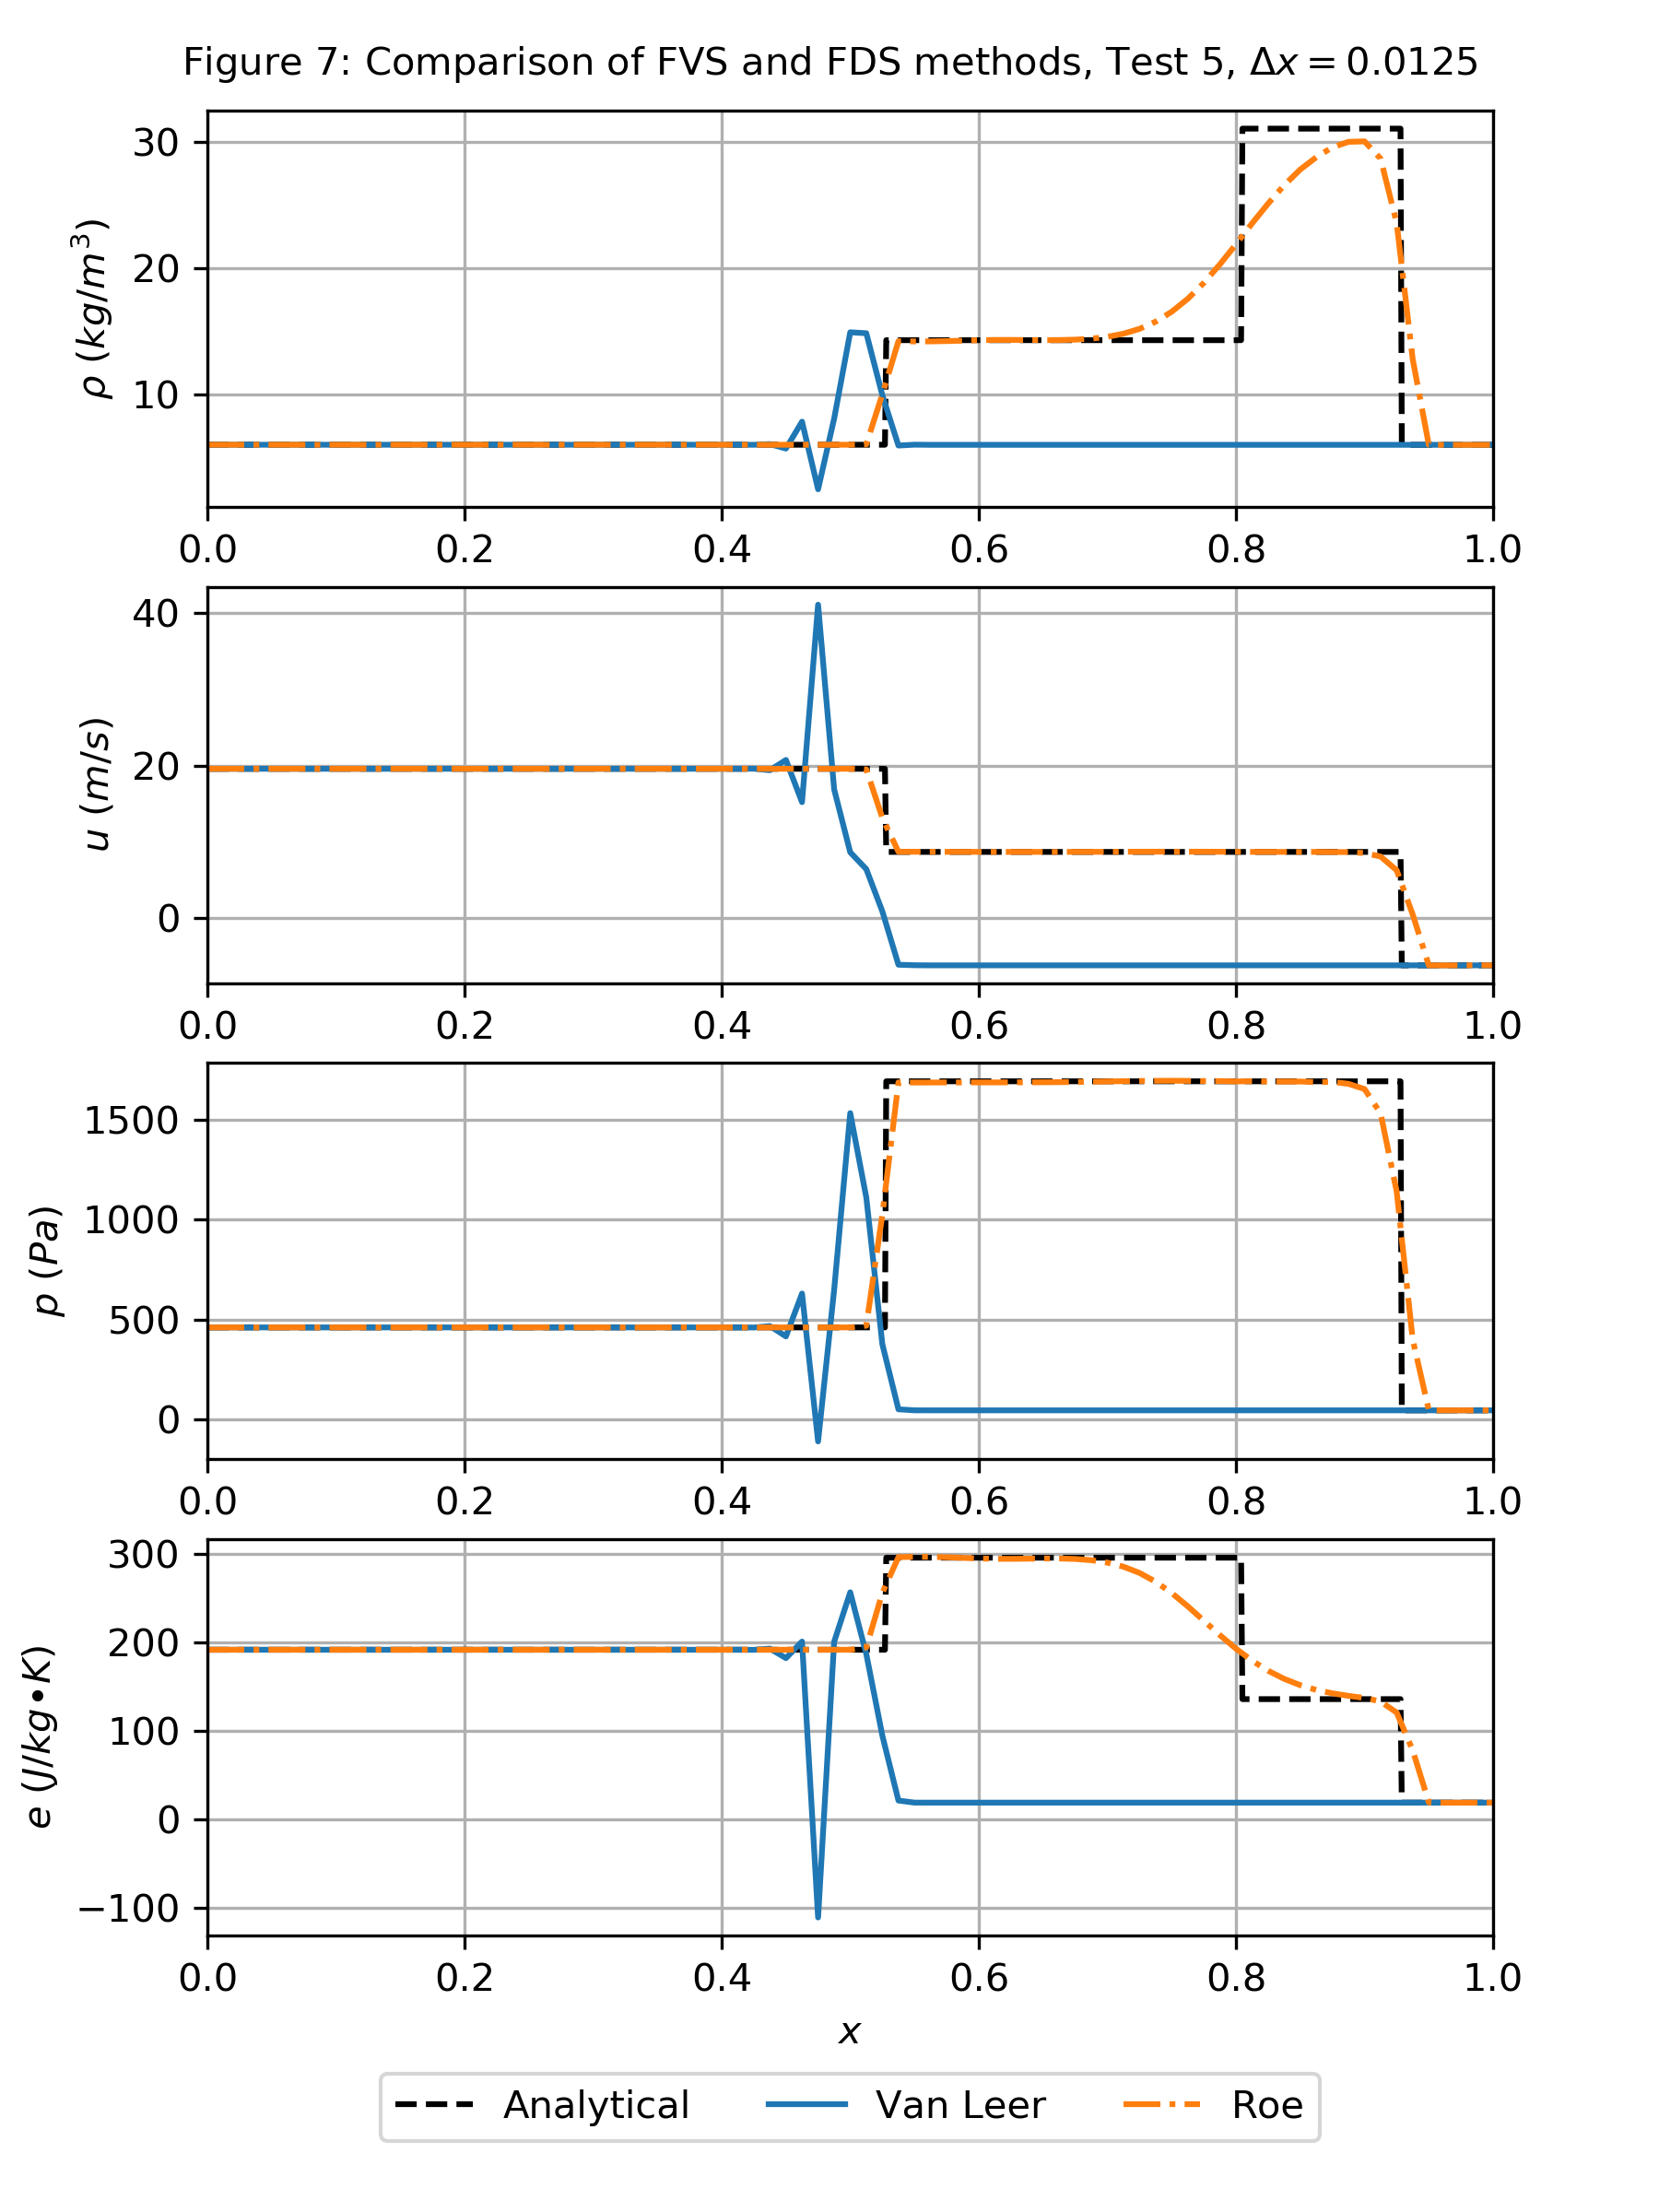 Figure 7: Comparison of FVS and FDS methods, Test 5, Δx = 0.0125
ρ (kg/m³)
30
20
10
0.0 0.2 0.4 0.6 0.8 1.0
u (m/s)
40
20
0
0.0 0.2 0.4 0.6 0.8 1.0
p (Pa)
1500
1000
500
0
0.0 0.2 0.4 0.6 0.8 1.0
e (J/kg•K)
300
200
100
0
−100
0.0 0.2 0.4 0.6 0.8 1.0
x
Analytical Van Leer Roe